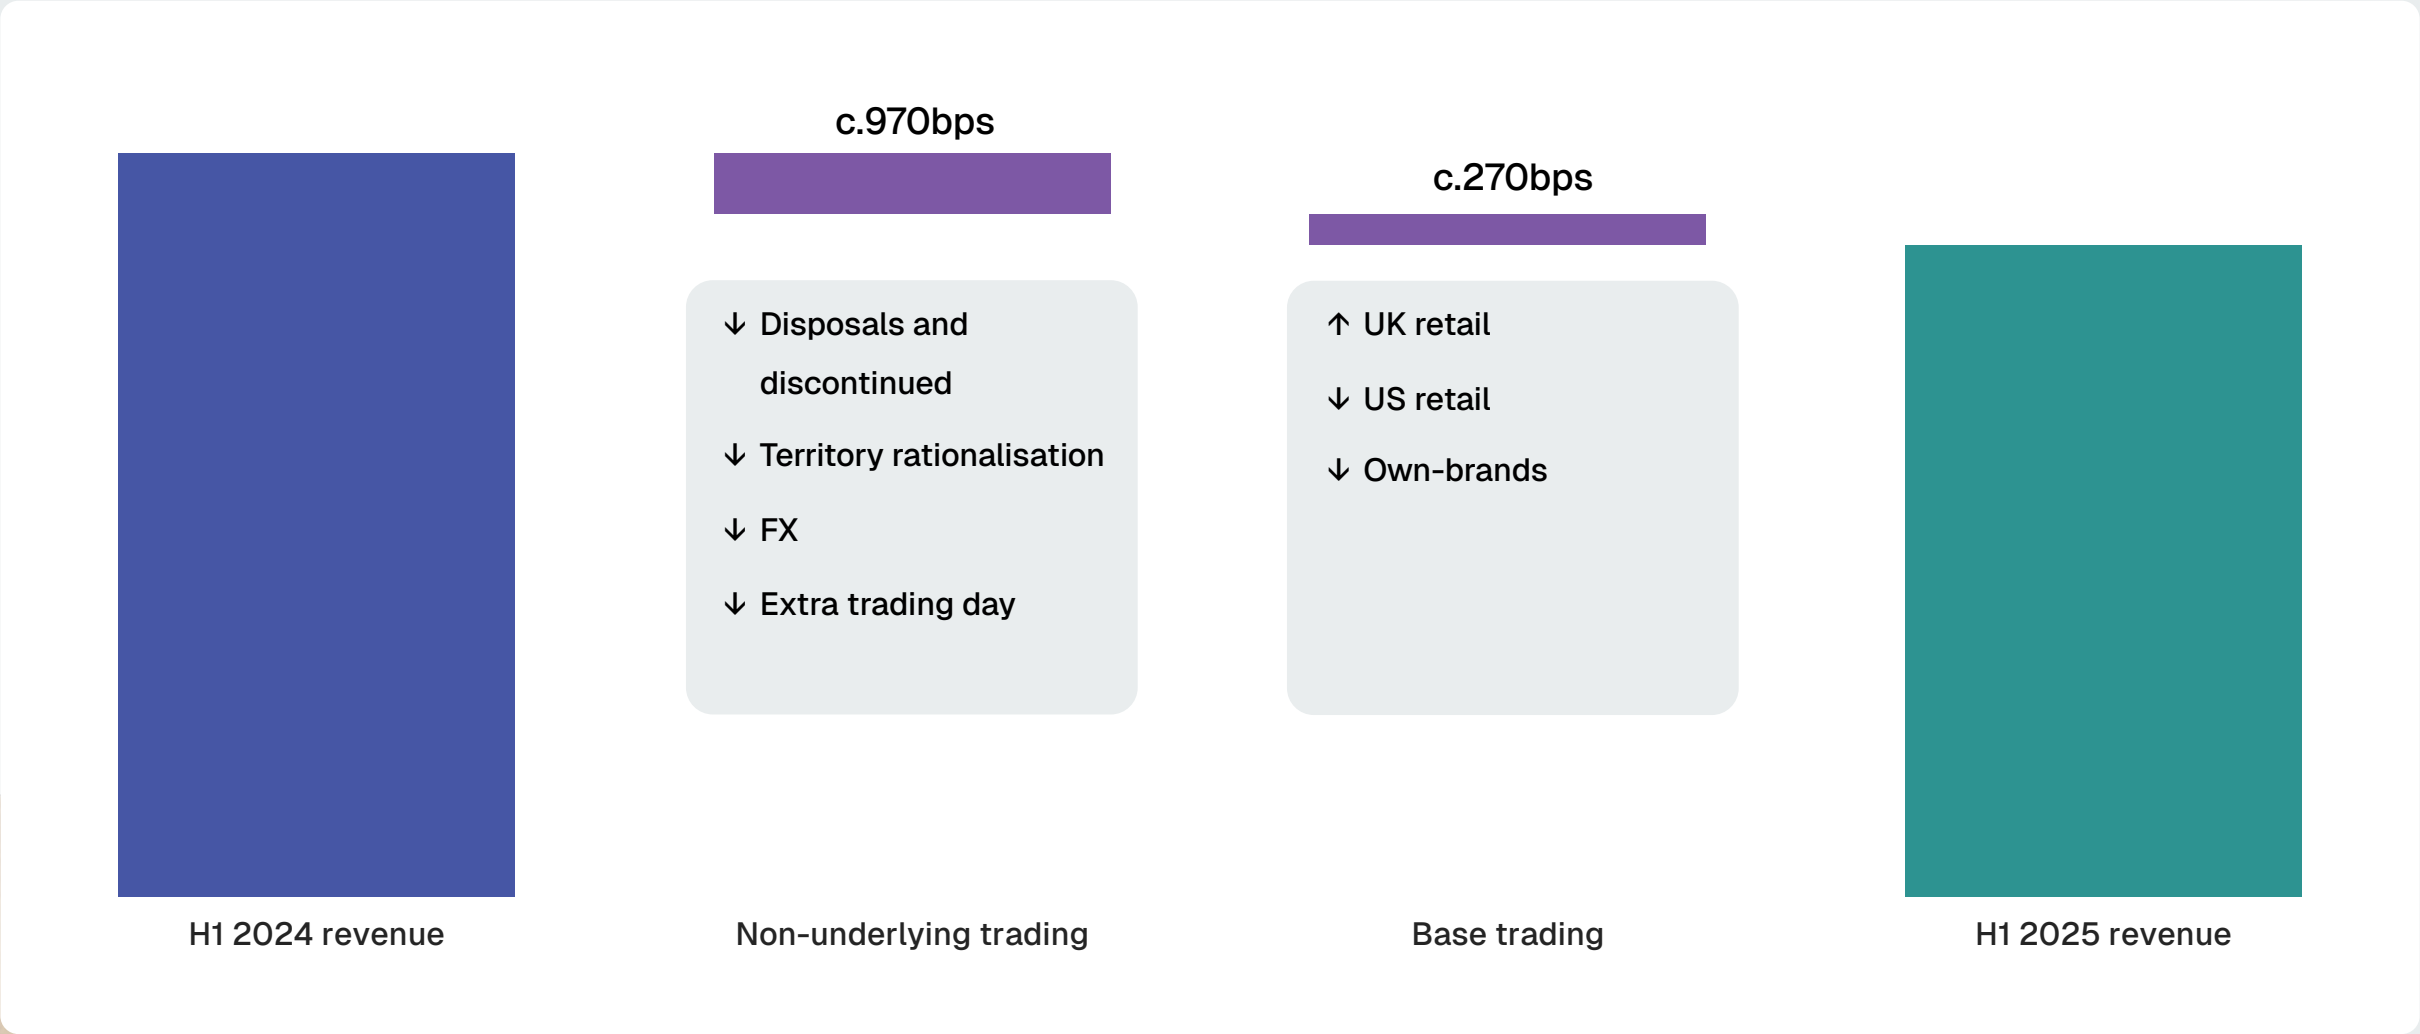 c.970bps
c.270bps
↓ Disposals and
discontinued
↓ Territory rationalisation
↓ FX
↓ Extra trading day
↑ UK retail
↓ US retail
↓ Own-brands
H1 2024 revenue
Non-underlying trading
Base trading
H1 2025 revenue